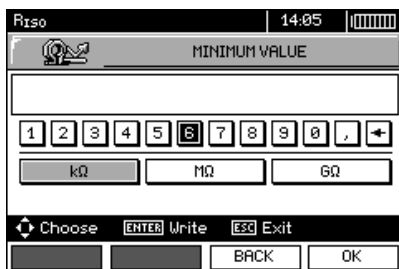 RISO 14:05
MINIMUM VALUE
1 2 3 4 5 6 7 8 9 0 ,
kΩ MΩ GΩ
Choose ENTER Write ESC Exit
BACK OK